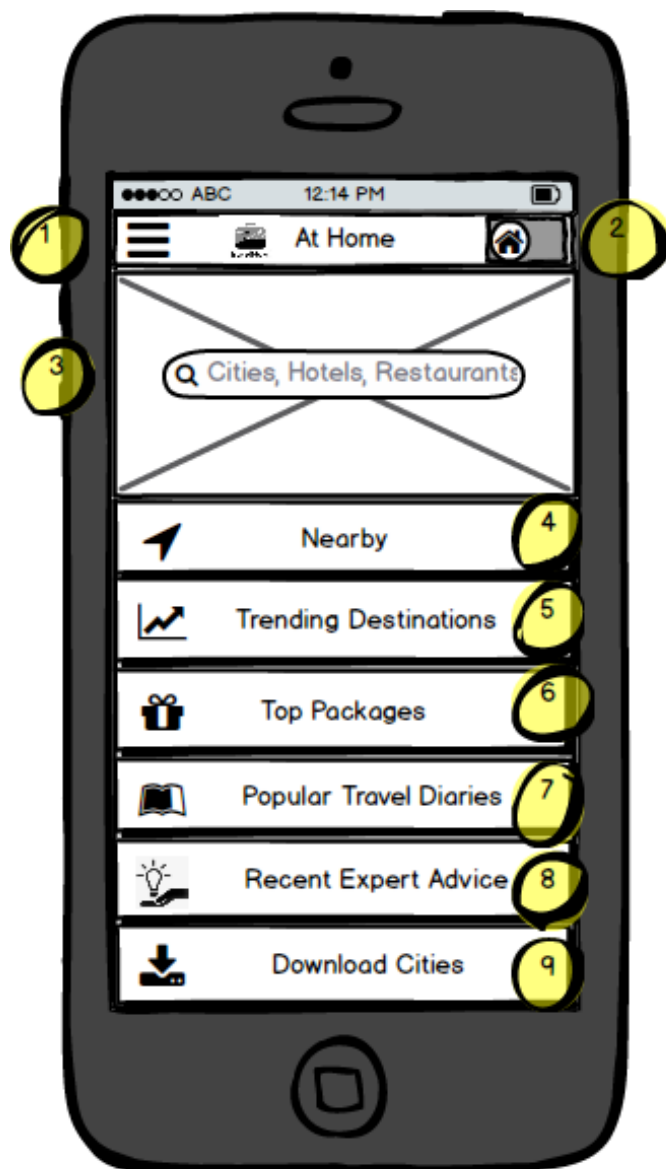 ABC 12:14 PM
1
At Home
2
3
Cities, Hotels, Restaurants
Nearby
4
Trending Destinations
5
Top Packages
6
Popular Travel Diaries
7
Recent Expert Advice
8
Download Cities
9